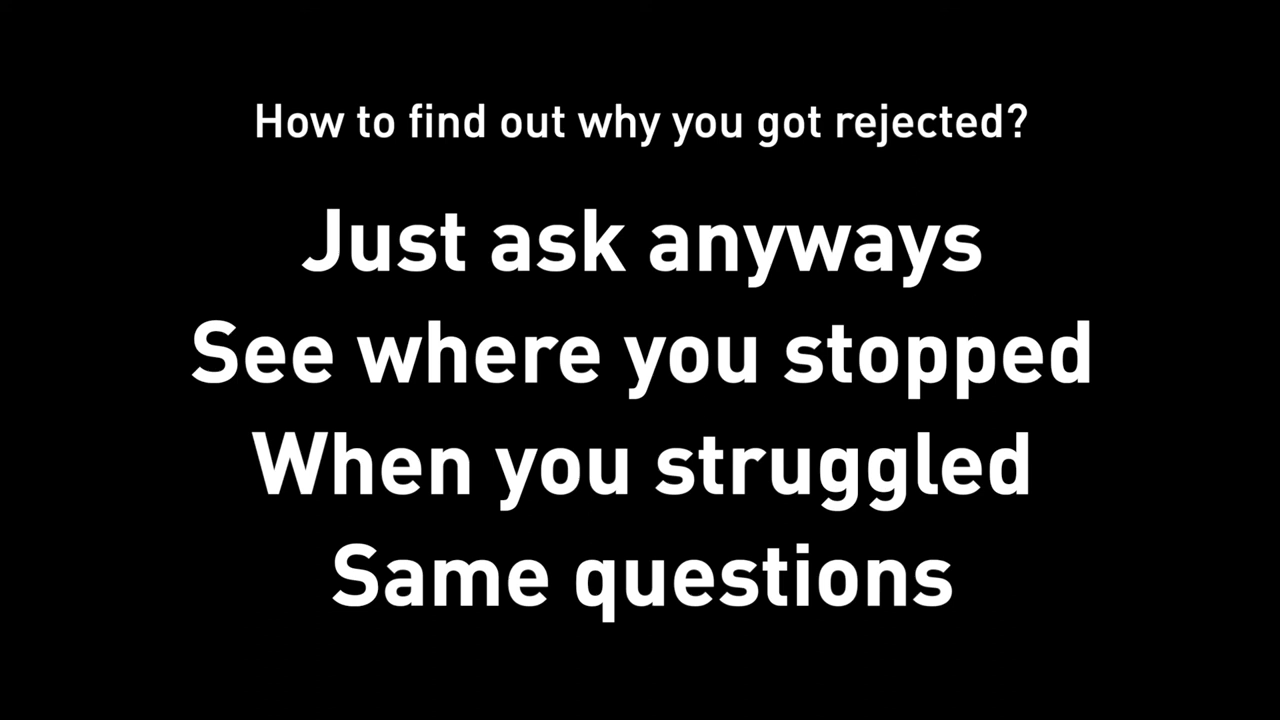 How to find out why you got rejected?
Just ask anyways
See where you stopped
When you struggled
Same questions